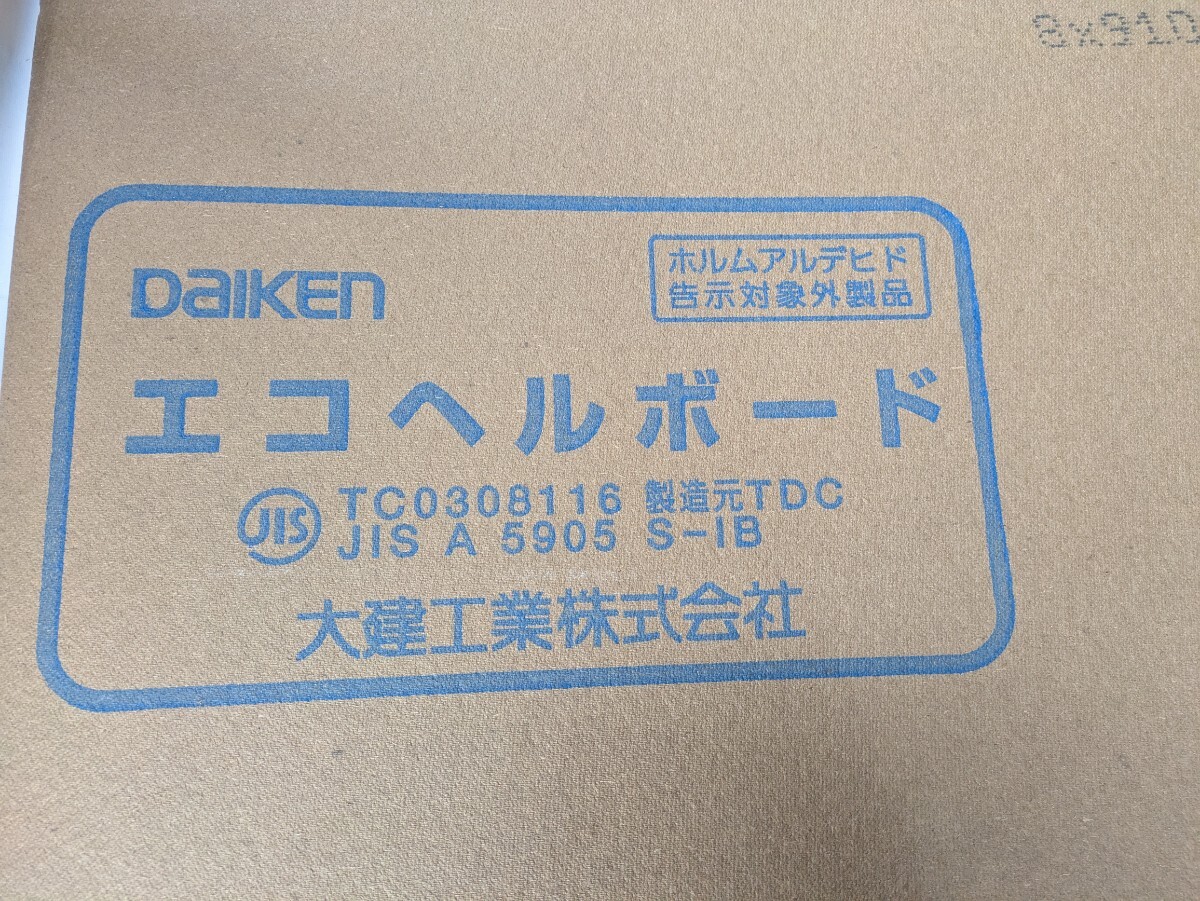 8x910
DAIKEN
ホルムアルデヒド
告示対象外製品
エコヘルボード
JIS TC0308116 製造元TDC
JIS A 5905 S-IB
大建工業株式会社